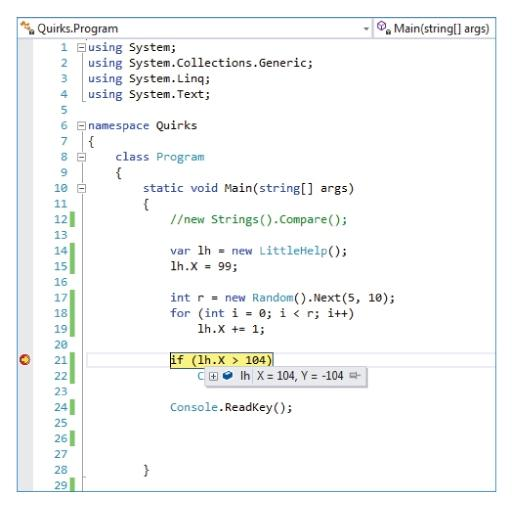 Quirks.Program Main(string[] args)
1 using System;
2 using System.Collections.Generic;
3 using System.Linq;
4 using System.Text;
5
6 namespace Quirks
7 {
8 class Program
9 {
10 static void Main(string[] args)
11 {
12 //new Strings().Compare();
13
14 var lh = new LittleHelp();
15 lh.X = 99;
16
17 int r = new Random().Next(5, 10);
18 for (int i = 0; i < r; i++)
19 lh.X += 1;
20
21 if (lh.X > 104)
22 C lh X = 104, Y = -104
23
24 Console.ReadKey();
25
26
27
28 }
29